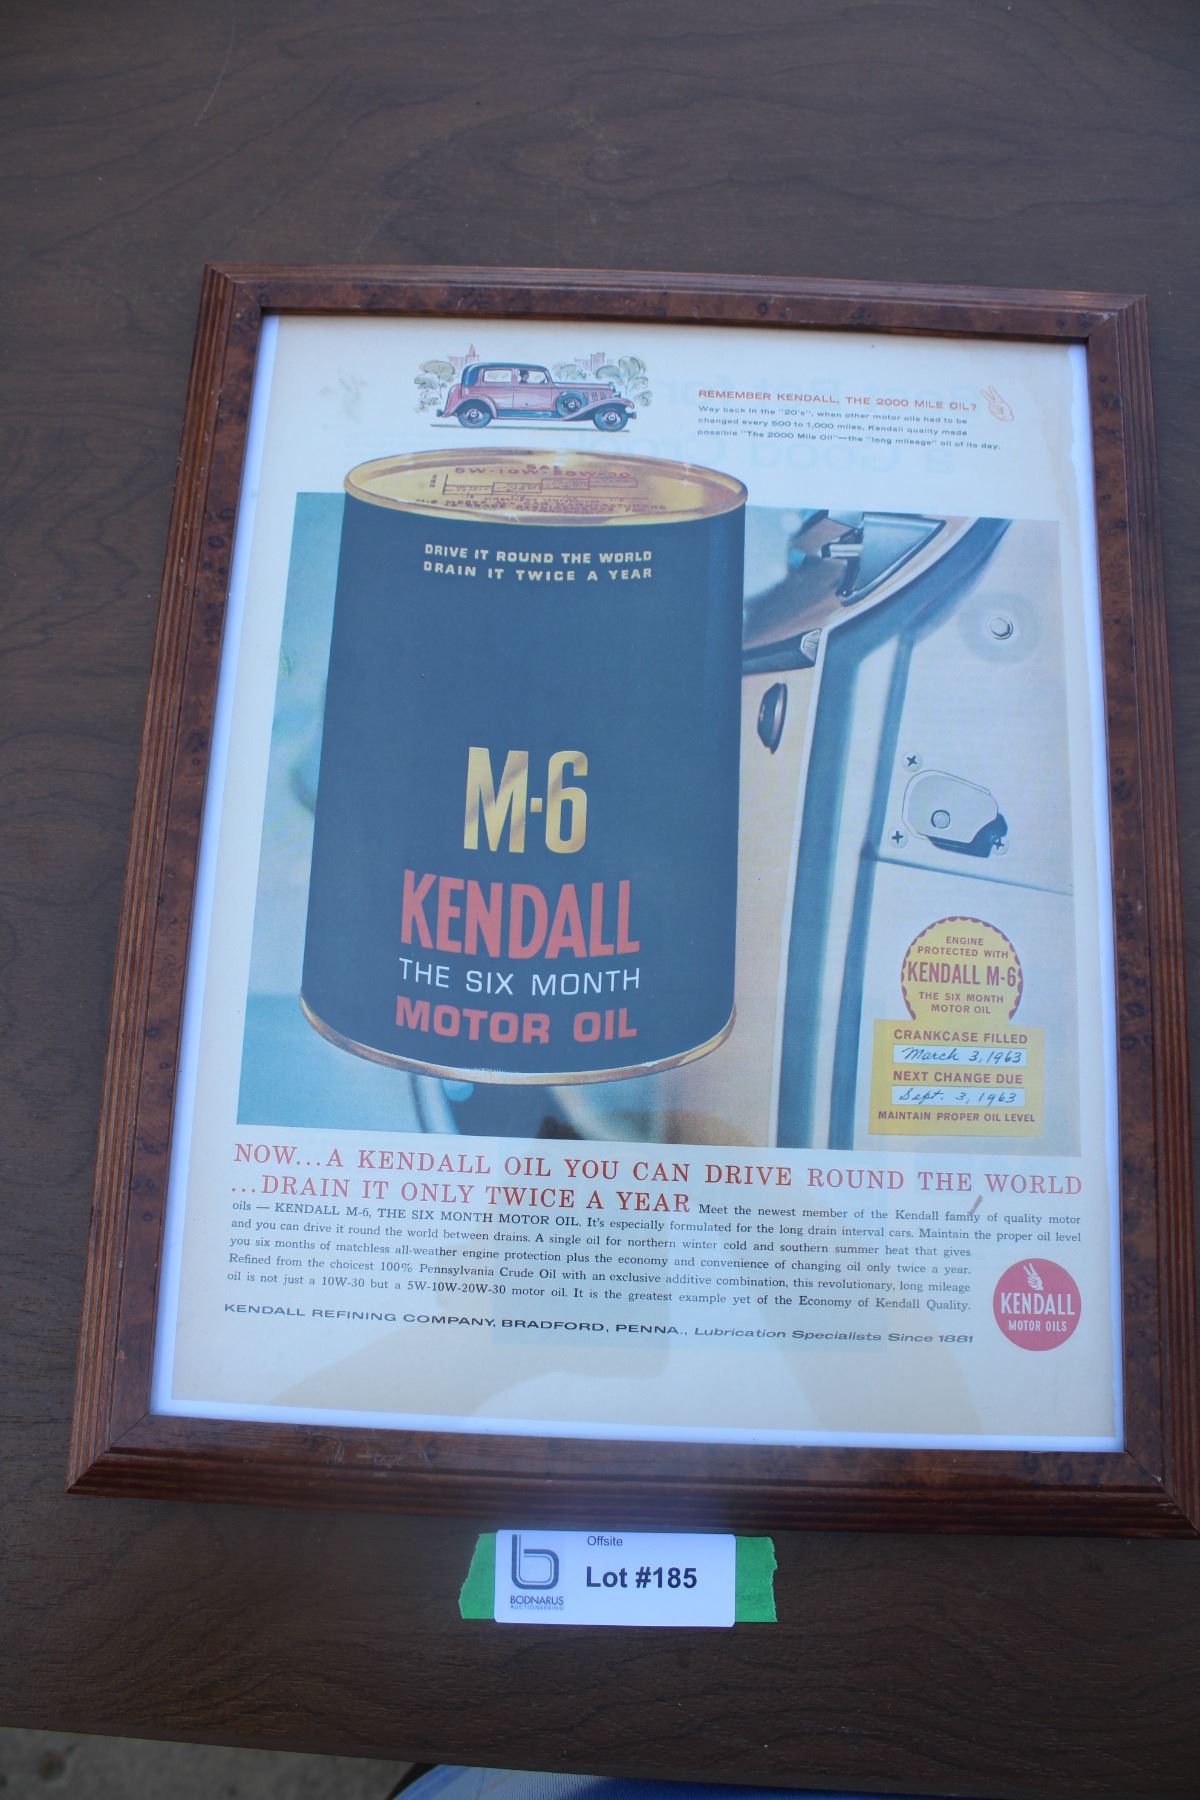 REMEMBER KENDALL, THE 2000 MILE OIL?
Way back in the "20's", when other motor oils had to be
changed every 500 to 1,000 miles, Kendall quality made
possible "The 2000 Mile Oil"—the "long mileage" oil of its day.
SAE
5W-10W-20W-30
DRIVE IT ROUND THE WORLD
DRAIN IT TWICE A YEAR
M·6
KENDALL
THE SIX MONTH
MOTOR OIL
ENGINE
PROTECTED WITH
KENDALL M-6
THE SIX MONTH
MOTOR OIL
CRANKCASE FILLED
March 3, 1963
NEXT CHANGE DUE
Sept. 3, 1963
MAINTAIN PROPER OIL LEVEL
NOW...A KENDALL OIL YOU CAN DRIVE ROUND THE WORLD
...DRAIN IT ONLY TWICE A YEAR Meet the newest member of the Kendall family of quality motor
oils — KENDALL M-6, THE SIX MONTH MOTOR OIL. It's especially formulated for the long drain interval cars. Maintain the proper oil level
and you can drive it round the world between drains. A single oil for northern winter cold and southern summer heat that gives
you six months of matchless all-weather engine protection plus the economy and convenience of changing oil only twice a year.
Refined from the choicest 100% Pennsylvania Crude Oil with an exclusive additive combination, this revolutionary, long mileage
oil is not just a 10W-30 but a 5W-10W-20W-30 motor oil. It is the greatest example yet of the Economy of Kendall Quality.
KENDALL REFINING COMPANY, BRADFORD, PENNA., Lubrication Specialists Since 1881
KENDALL
MOTOR OILS
Offsite
Lot #185
BODNARUS
AUCTIONEERING